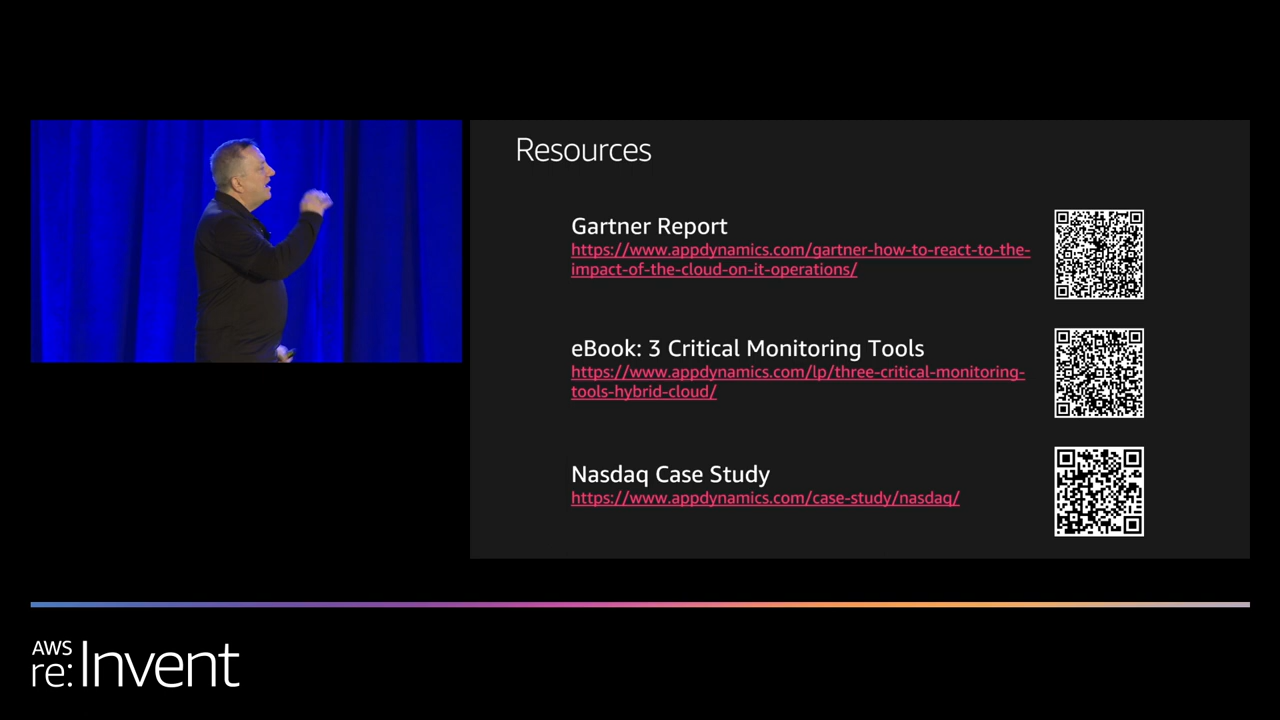 Resources
Gartner Report
https://www.appdynamics.com/gartner-how-to-react-to-the-
impact-of-the-cloud-on-it-operations/
eBook: 3 Critical Monitoring Tools
https://www.appdynamics.com/lp/three-critical-monitoring-
tools-hybrid-cloud/
Nasdaq Case Study
https://www.appdynamics.com/case-study/nasdaq/
AWS
re:Invent